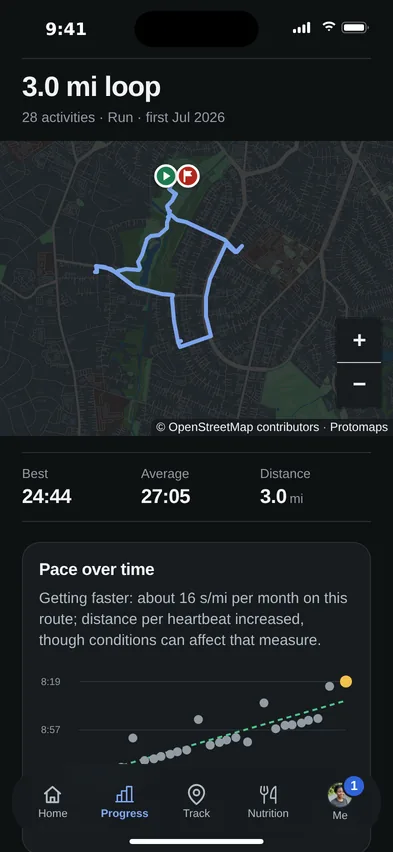 9:41
3.0 mi loop
28 activities · Run · first Jul 2026
+
−
© OpenStreetMap contributors · Protomaps
Best Average Distance
24:44 27:05 3.0 mi
Pace over time
Getting faster: about 16 s/mi per month on this
route; distance per heartbeat increased,
though conditions can affect that measure.
8:19
8:57
1
Home Progress Track Nutrition Me